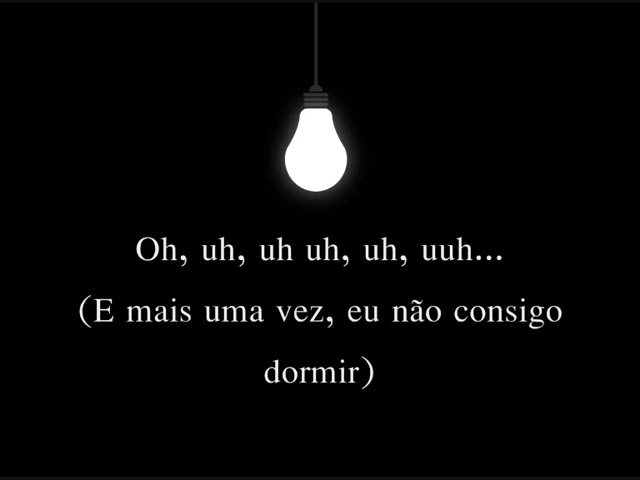 Oh, uh, uh uh, uh, uuh...
(E mais uma vez, eu não consigo
dormir)